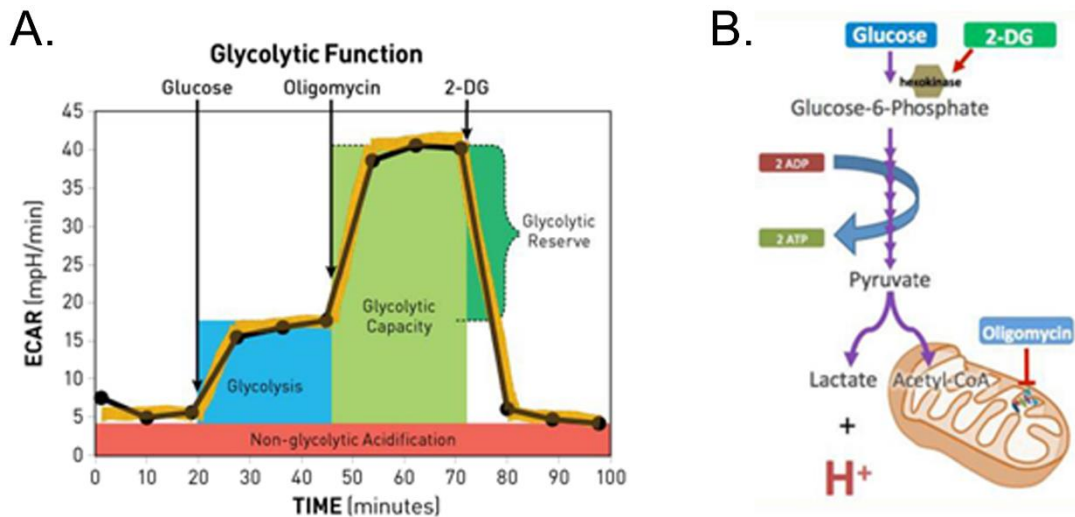 A.
Glycolytic Function
Glucose
Oligomycin
2-DG
45
40
35
30
25
20
15
10
5
0
ECAR (mpH/min)
Glycolysis
Glycolytic
Capacity
Glycolytic
Reserve
Non-glycolytic Acidification
0 10 20 30 40 50 60 70 80 90 100
TIME (minutes)
B.
Glucose
2-DG
hexokinase
Glucose-6-Phosphate
2 ADP
2 ATP
Pyruvate
Oligomycin
Lactate
Acetyl-CoA
+
H+